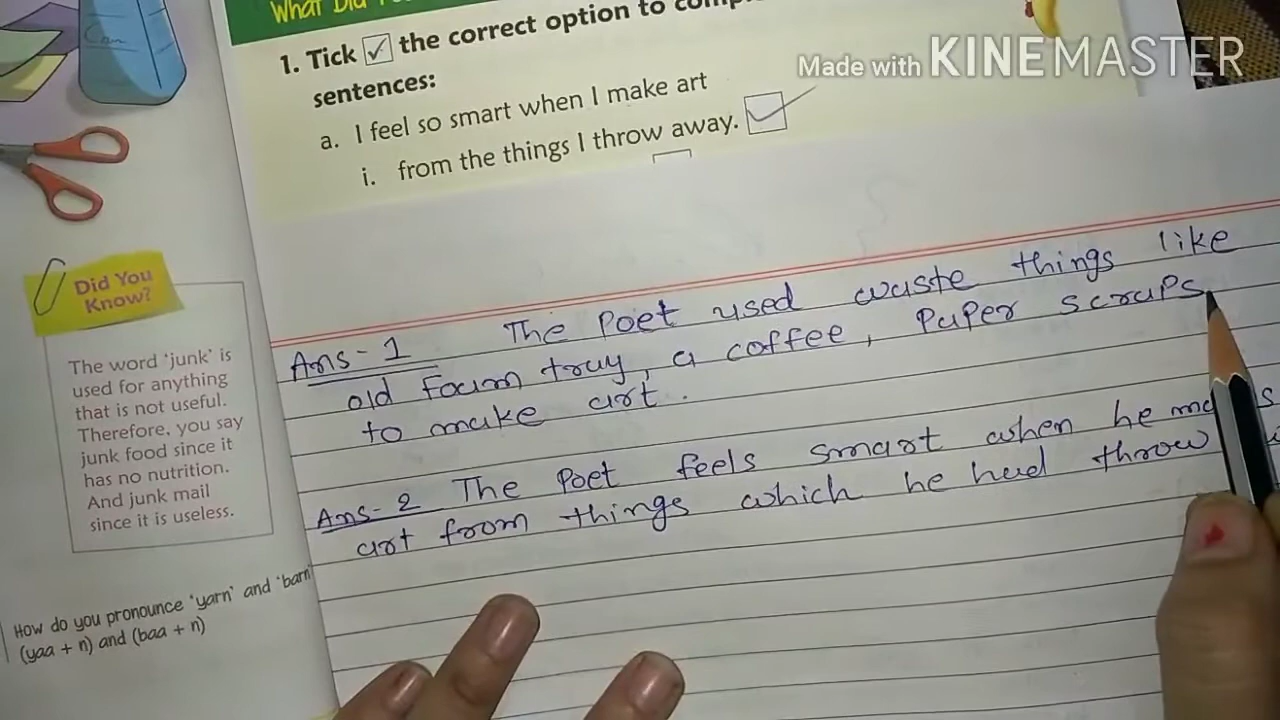 What Did
1. Tick ✓ the correct option to
sentences:
a. I feel so smart when I make art
i. from the things I throw away.
Made with KINEMASTER
Did You
Know?
The word 'junk' is
used for anything
that is not useful.
Therefore, you say
junk food since it
has no nutrition.
And junk mail
since it is useless.
How do you pronounce 'yarn' and 'barn'
(yaa + n) and (baa + n)
Ans-1 The Poet used waste things like
old Foam tray, a coffee, Paper scraps
to make art.
Ans-2 The Poet feels smart when he
art from things which he had throw